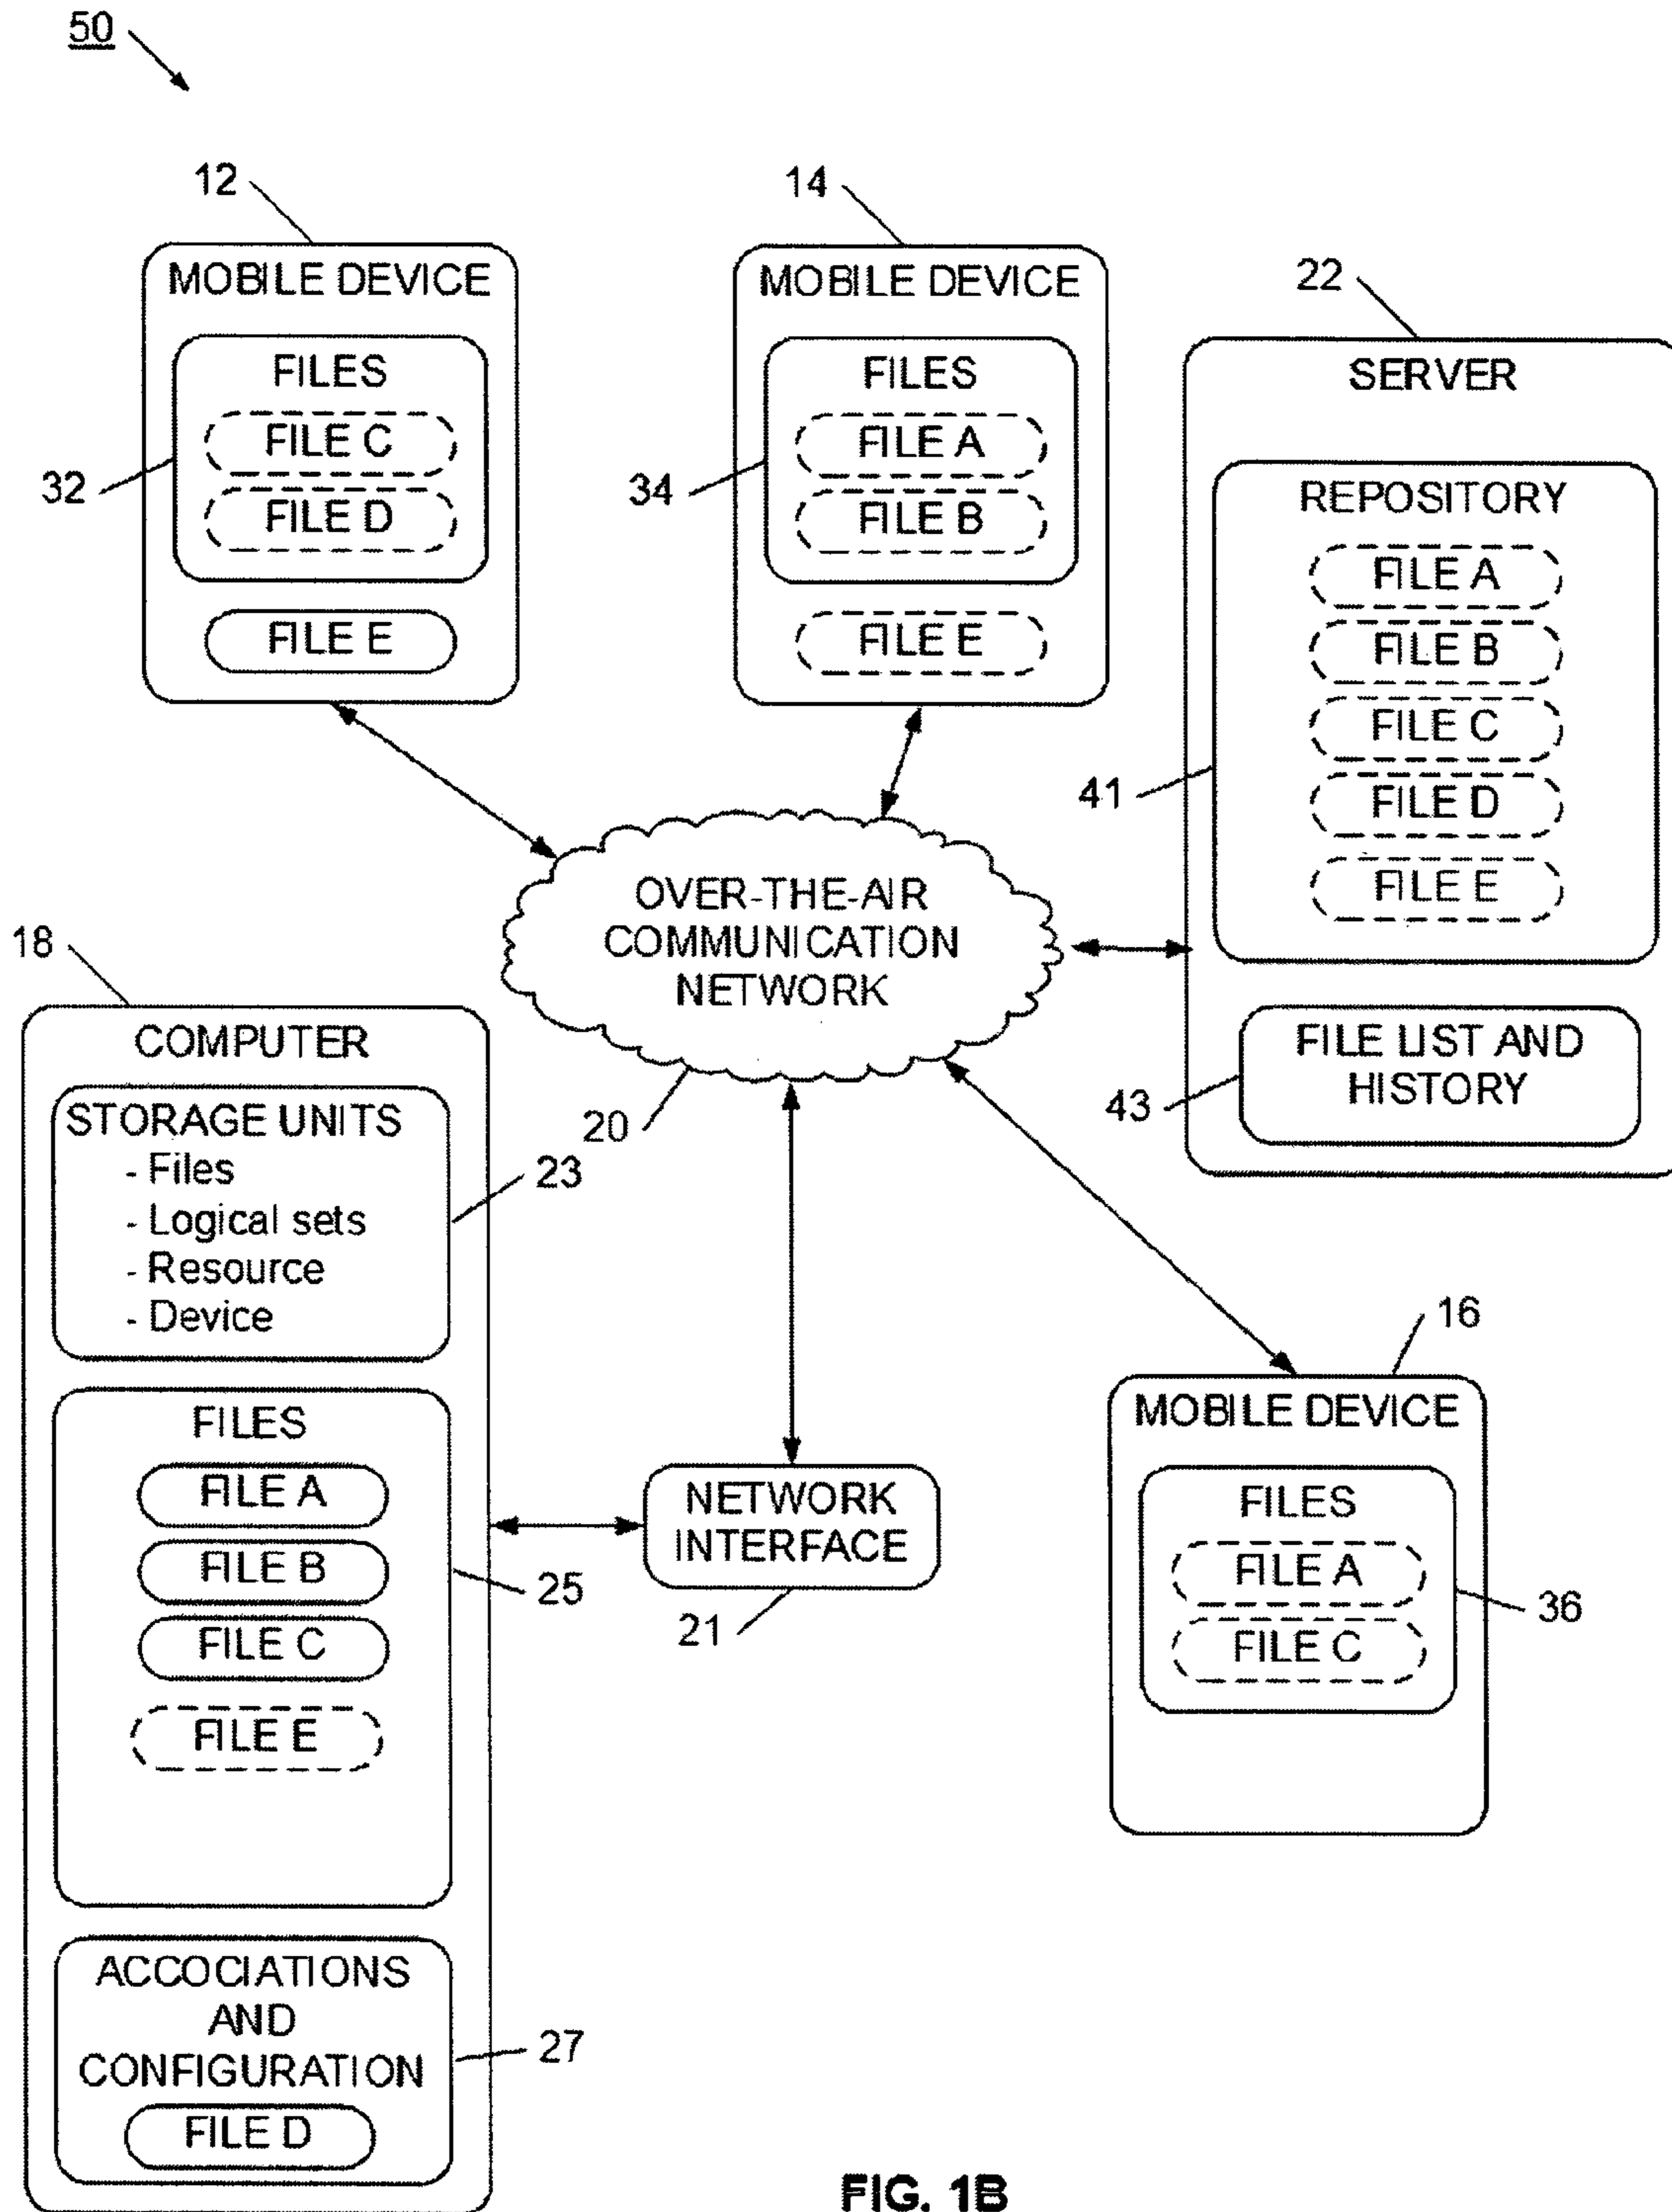 50
12
MOBILE DEVICE
FILES
FILE C
FILE D
32
FILE E
14
MOBILE DEVICE
FILES
FILE A
FILE B
34
FILE E
22
SERVER
REPOSITORY
FILE A
FILE B
FILE C
FILE D
FILE E
41
FILE LIST AND
HISTORY
43
OVER-THE-AIR
COMMUNICATION
NETWORK
20
18
COMPUTER
STORAGE UNITS
- Files
- Logical sets
- Resource
- Device
23
FILES
FILE A
FILE B
FILE C
FILE E
25
ACCOCIATIONS
AND
CONFIGURATION
FILE D
27
NETWORK
INTERFACE
21
16
MOBILE DEVICE
FILES
FILE A
FILE C
36
FIG. 1B